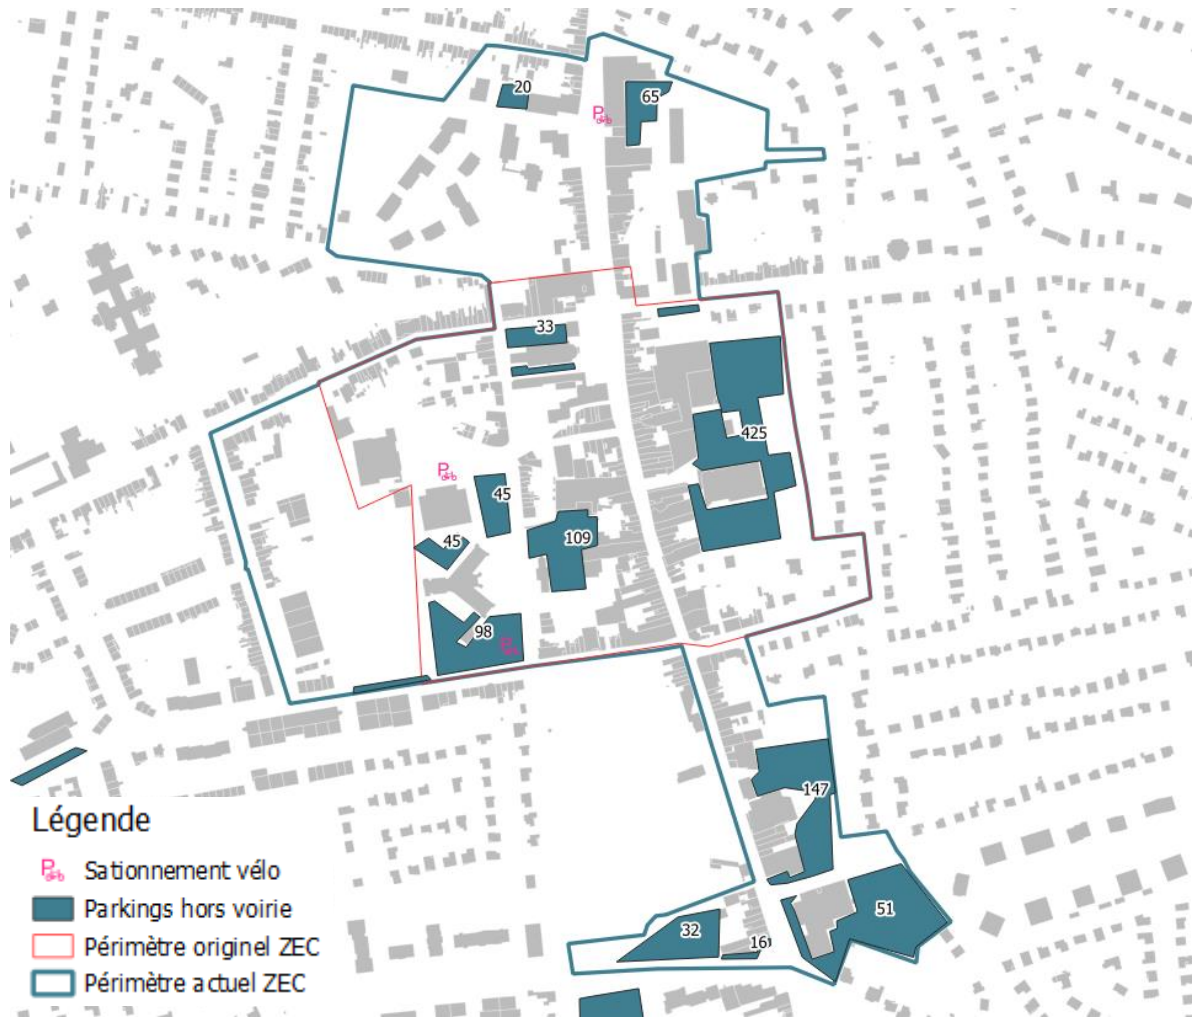 20
65
33
425
45
45
109
98
147
51
32
16
Légende
Sationnement vélo
Parkings hors voirie
Périmètre originel ZEC
Périmètre actuel ZEC
P
P
P
P